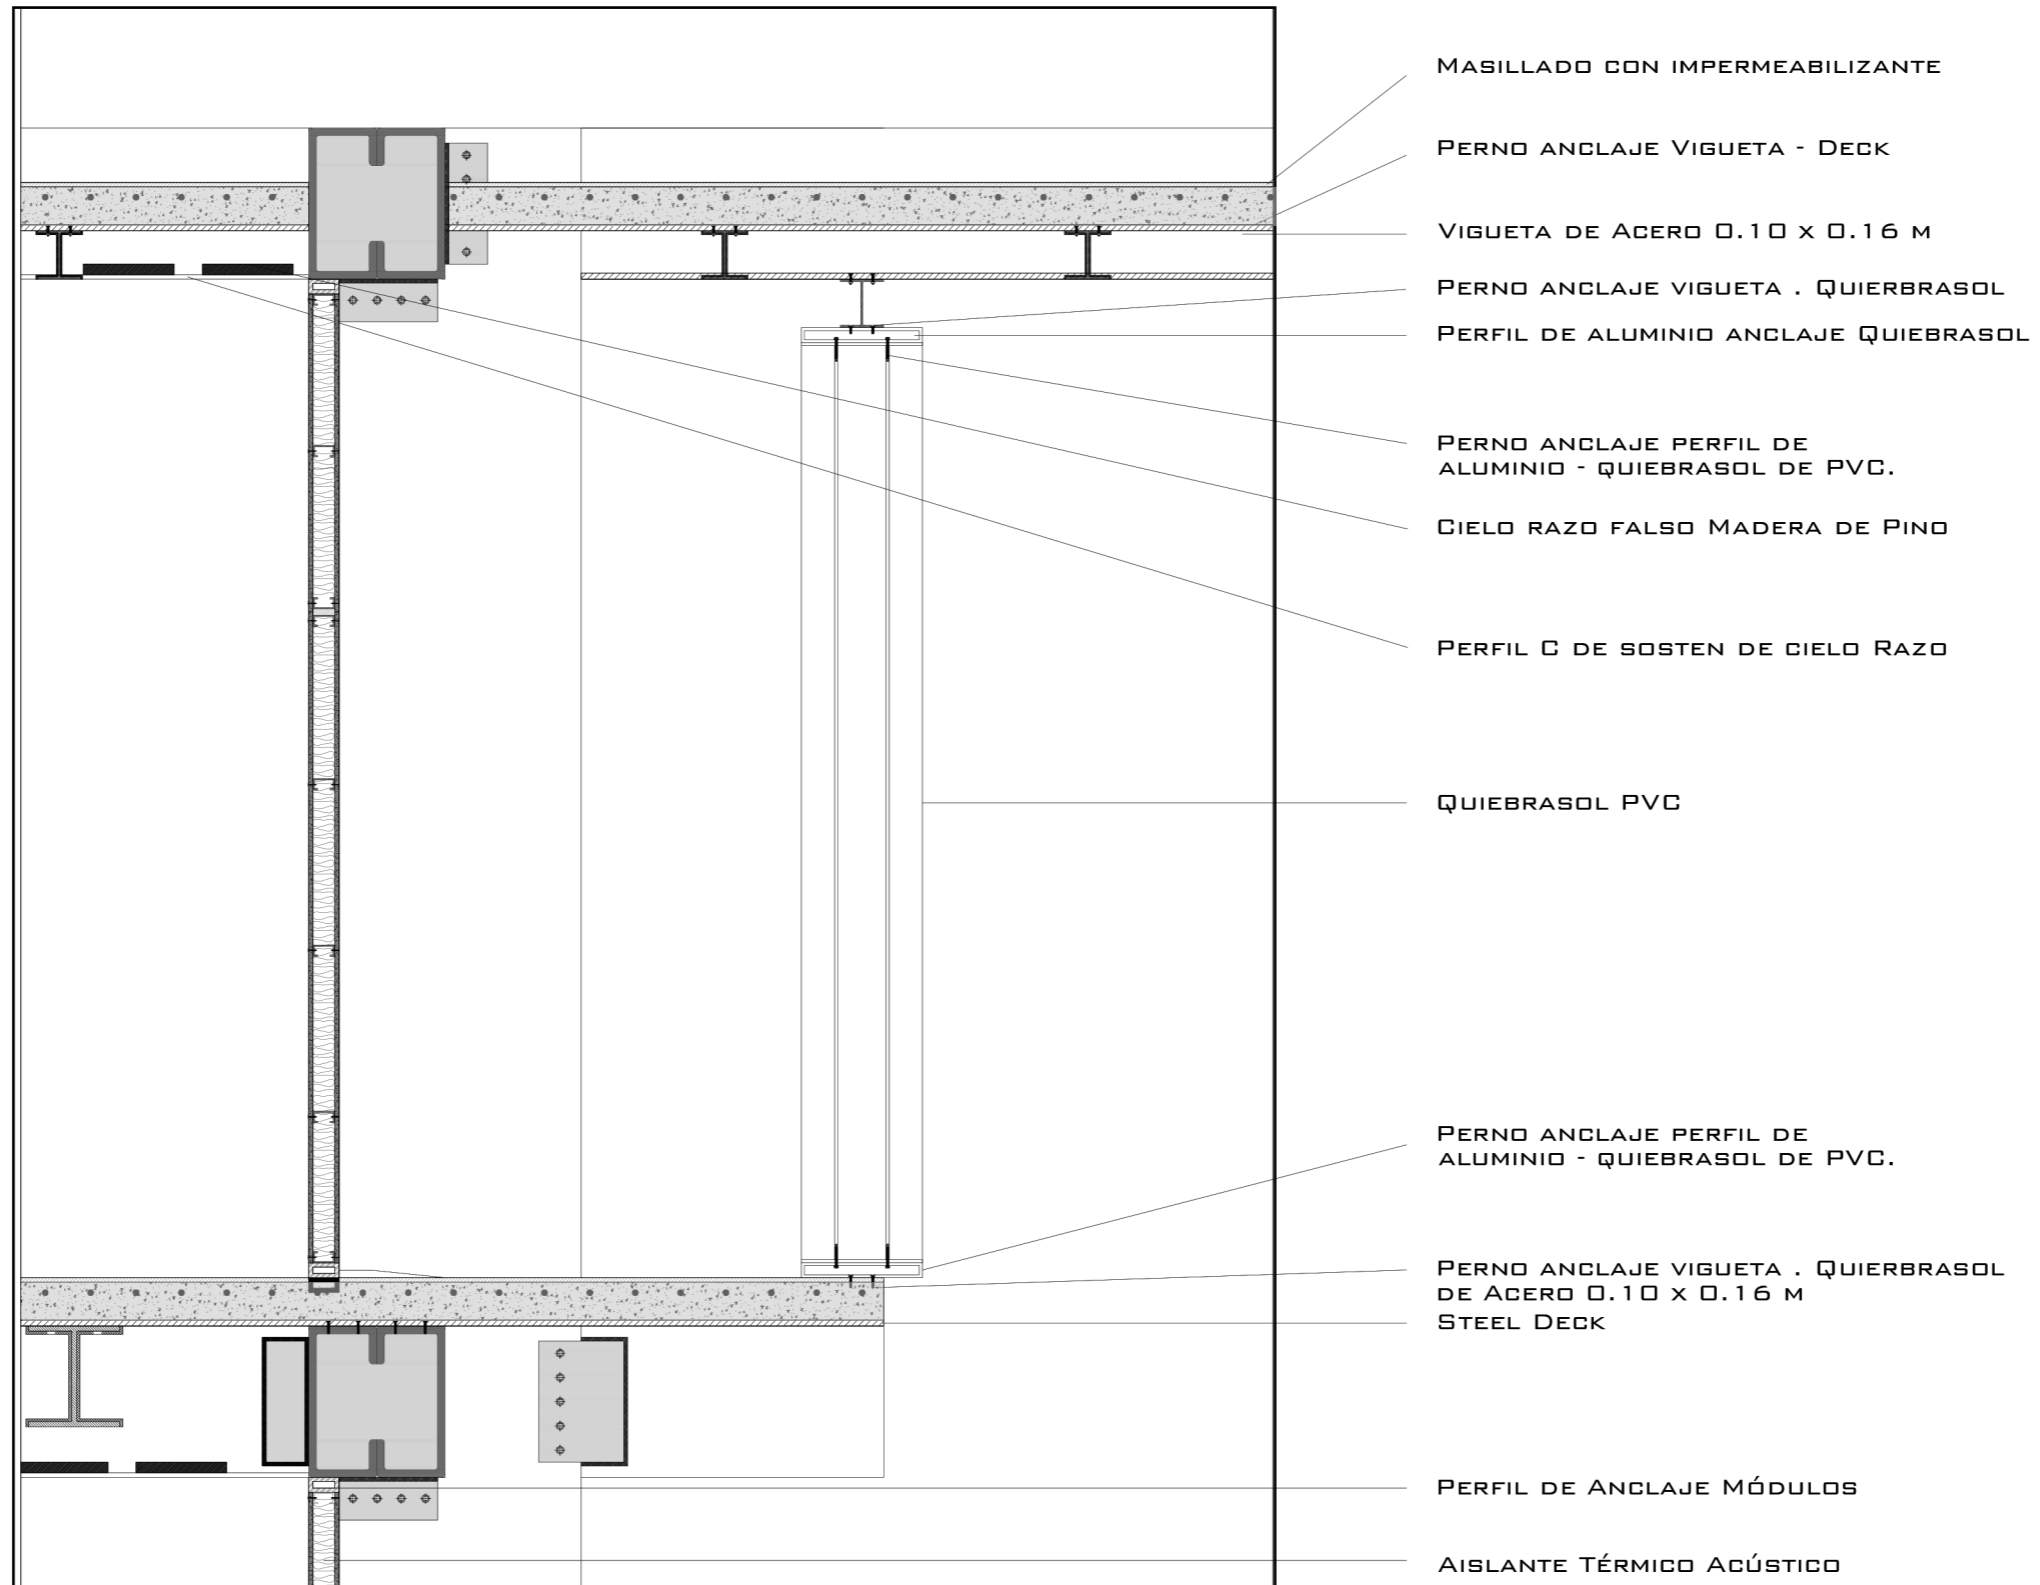 MASILLADO CON IMPERMEABILIZANTE
PERNO ANCLAJE VIGUETA - DECK
VIGUETA DE ACERO 0.10 X 0.16 M
PERNO ANCLAJE VIGUETA . QUIERBRASOL
PERFIL DE ALUMINIO ANCLAJE QUIEBRASOL
PERNO ANCLAJE PERFIL DE
ALUMINIO - QUIEBRASOL DE PVC.
CIELO RAZO FALSO MADERA DE PINO
PERFIL C DE SOSTEN DE CIELO RAZO
QUIEBRASOL PVC
PERNO ANCLAJE PERFIL DE
ALUMINIO - QUIEBRASOL DE PVC.
PERNO ANCLAJE VIGUETA . QUIERBRASOL
DE ACERO 0.10 X 0.16 M
STEEL DECK
PERFIL DE ANCLAJE MÓDULOS
AISLANTE TÉRMICO ACÚSTICO